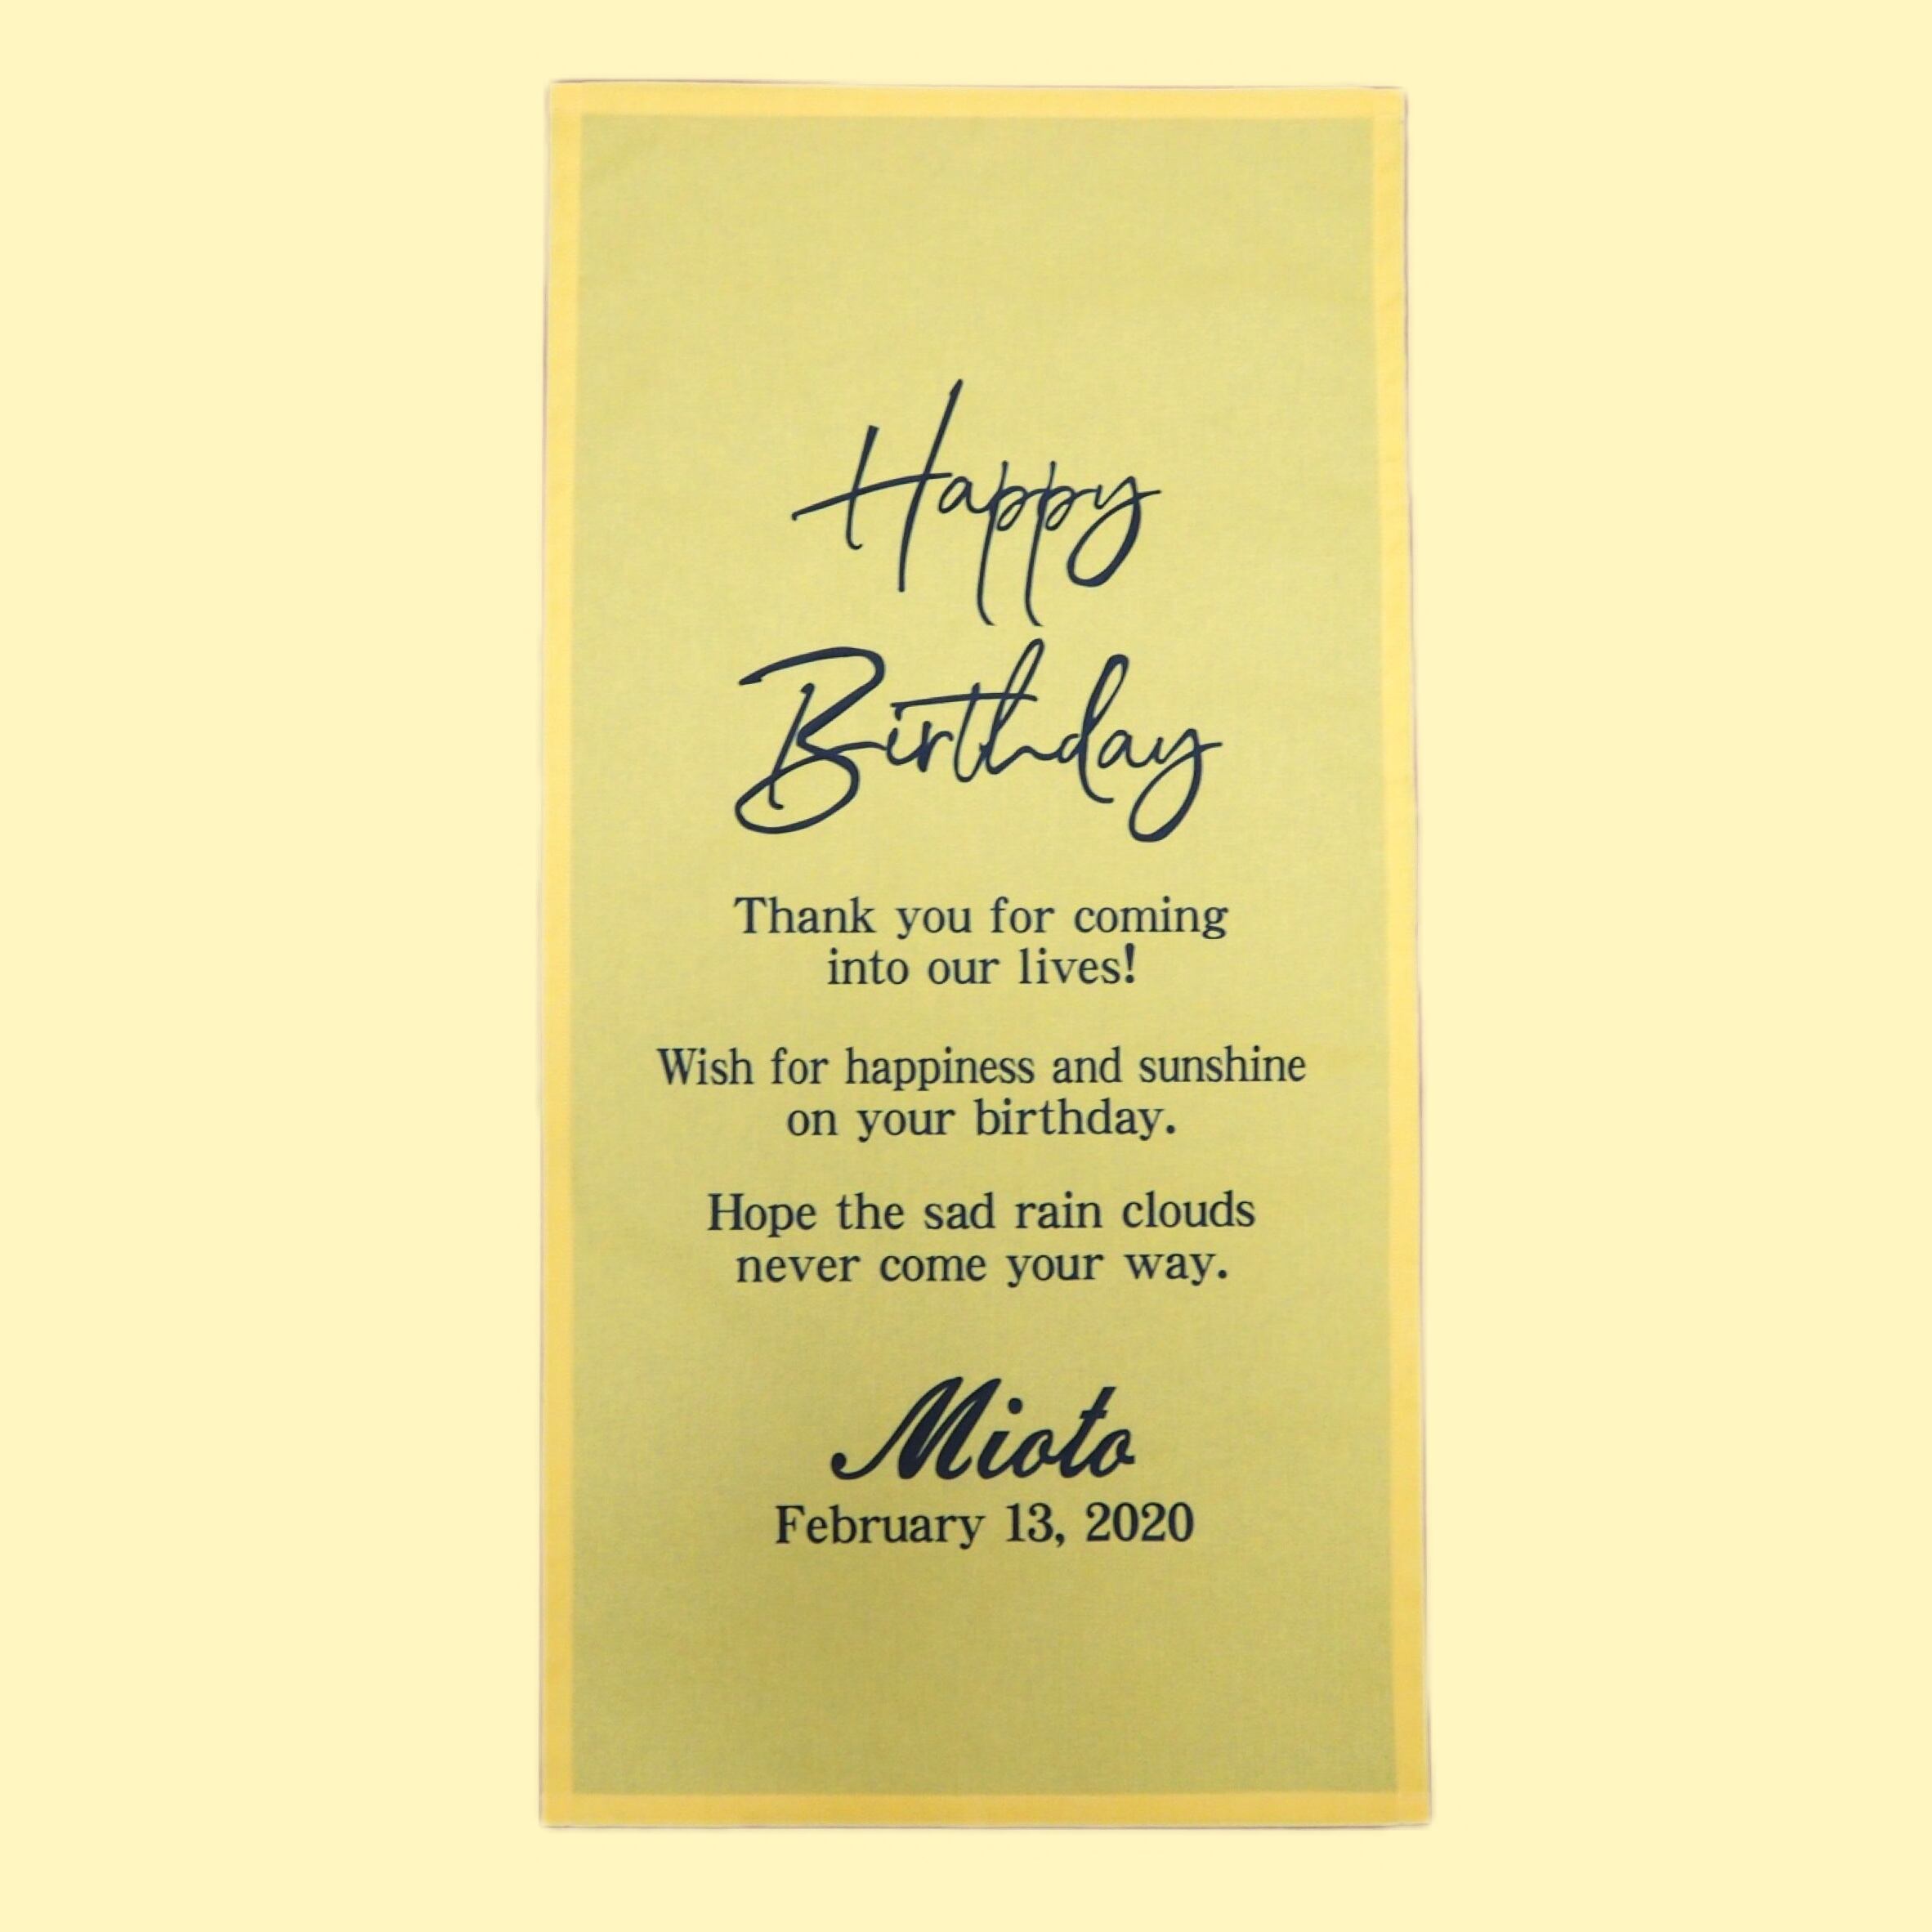 Happy
Birthday
Thank you for coming
into our lives!
Wish for happiness and sunshine
on your birthday.
Hope the sad rain clouds
never come your way.
Mioto
February 13, 2020